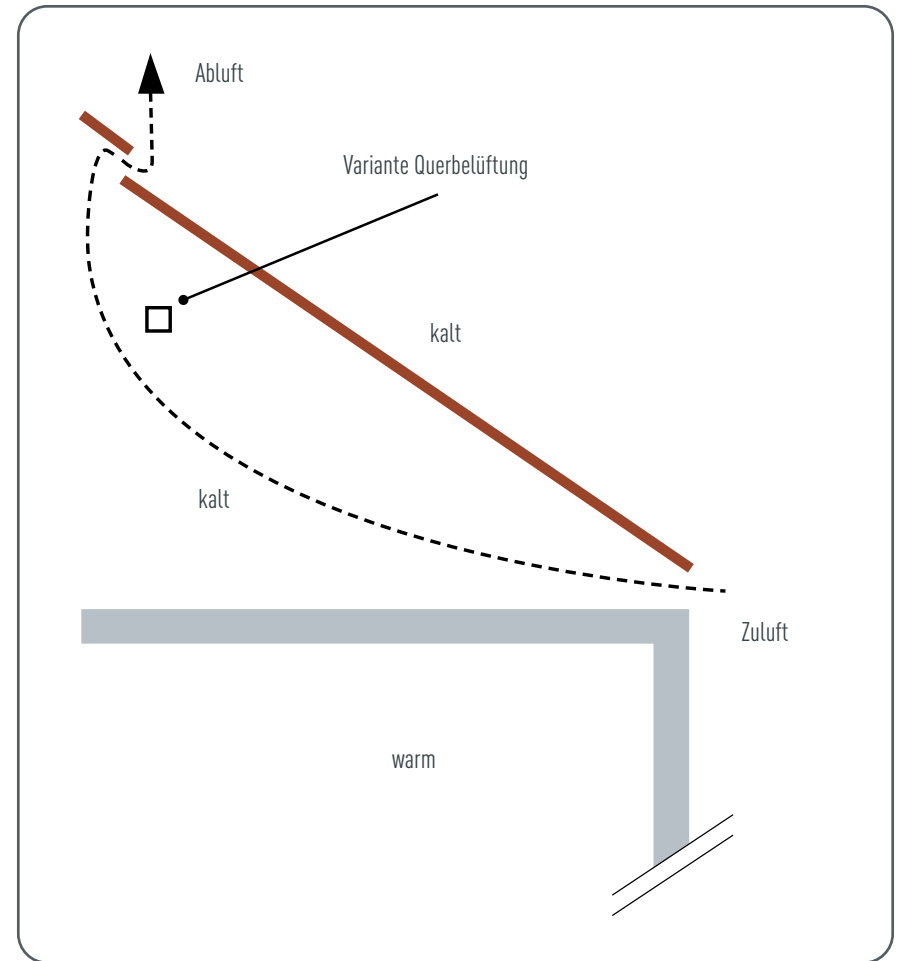 Abluft
Variante Querbelüftung
kalt
kalt
Zuluft
warm